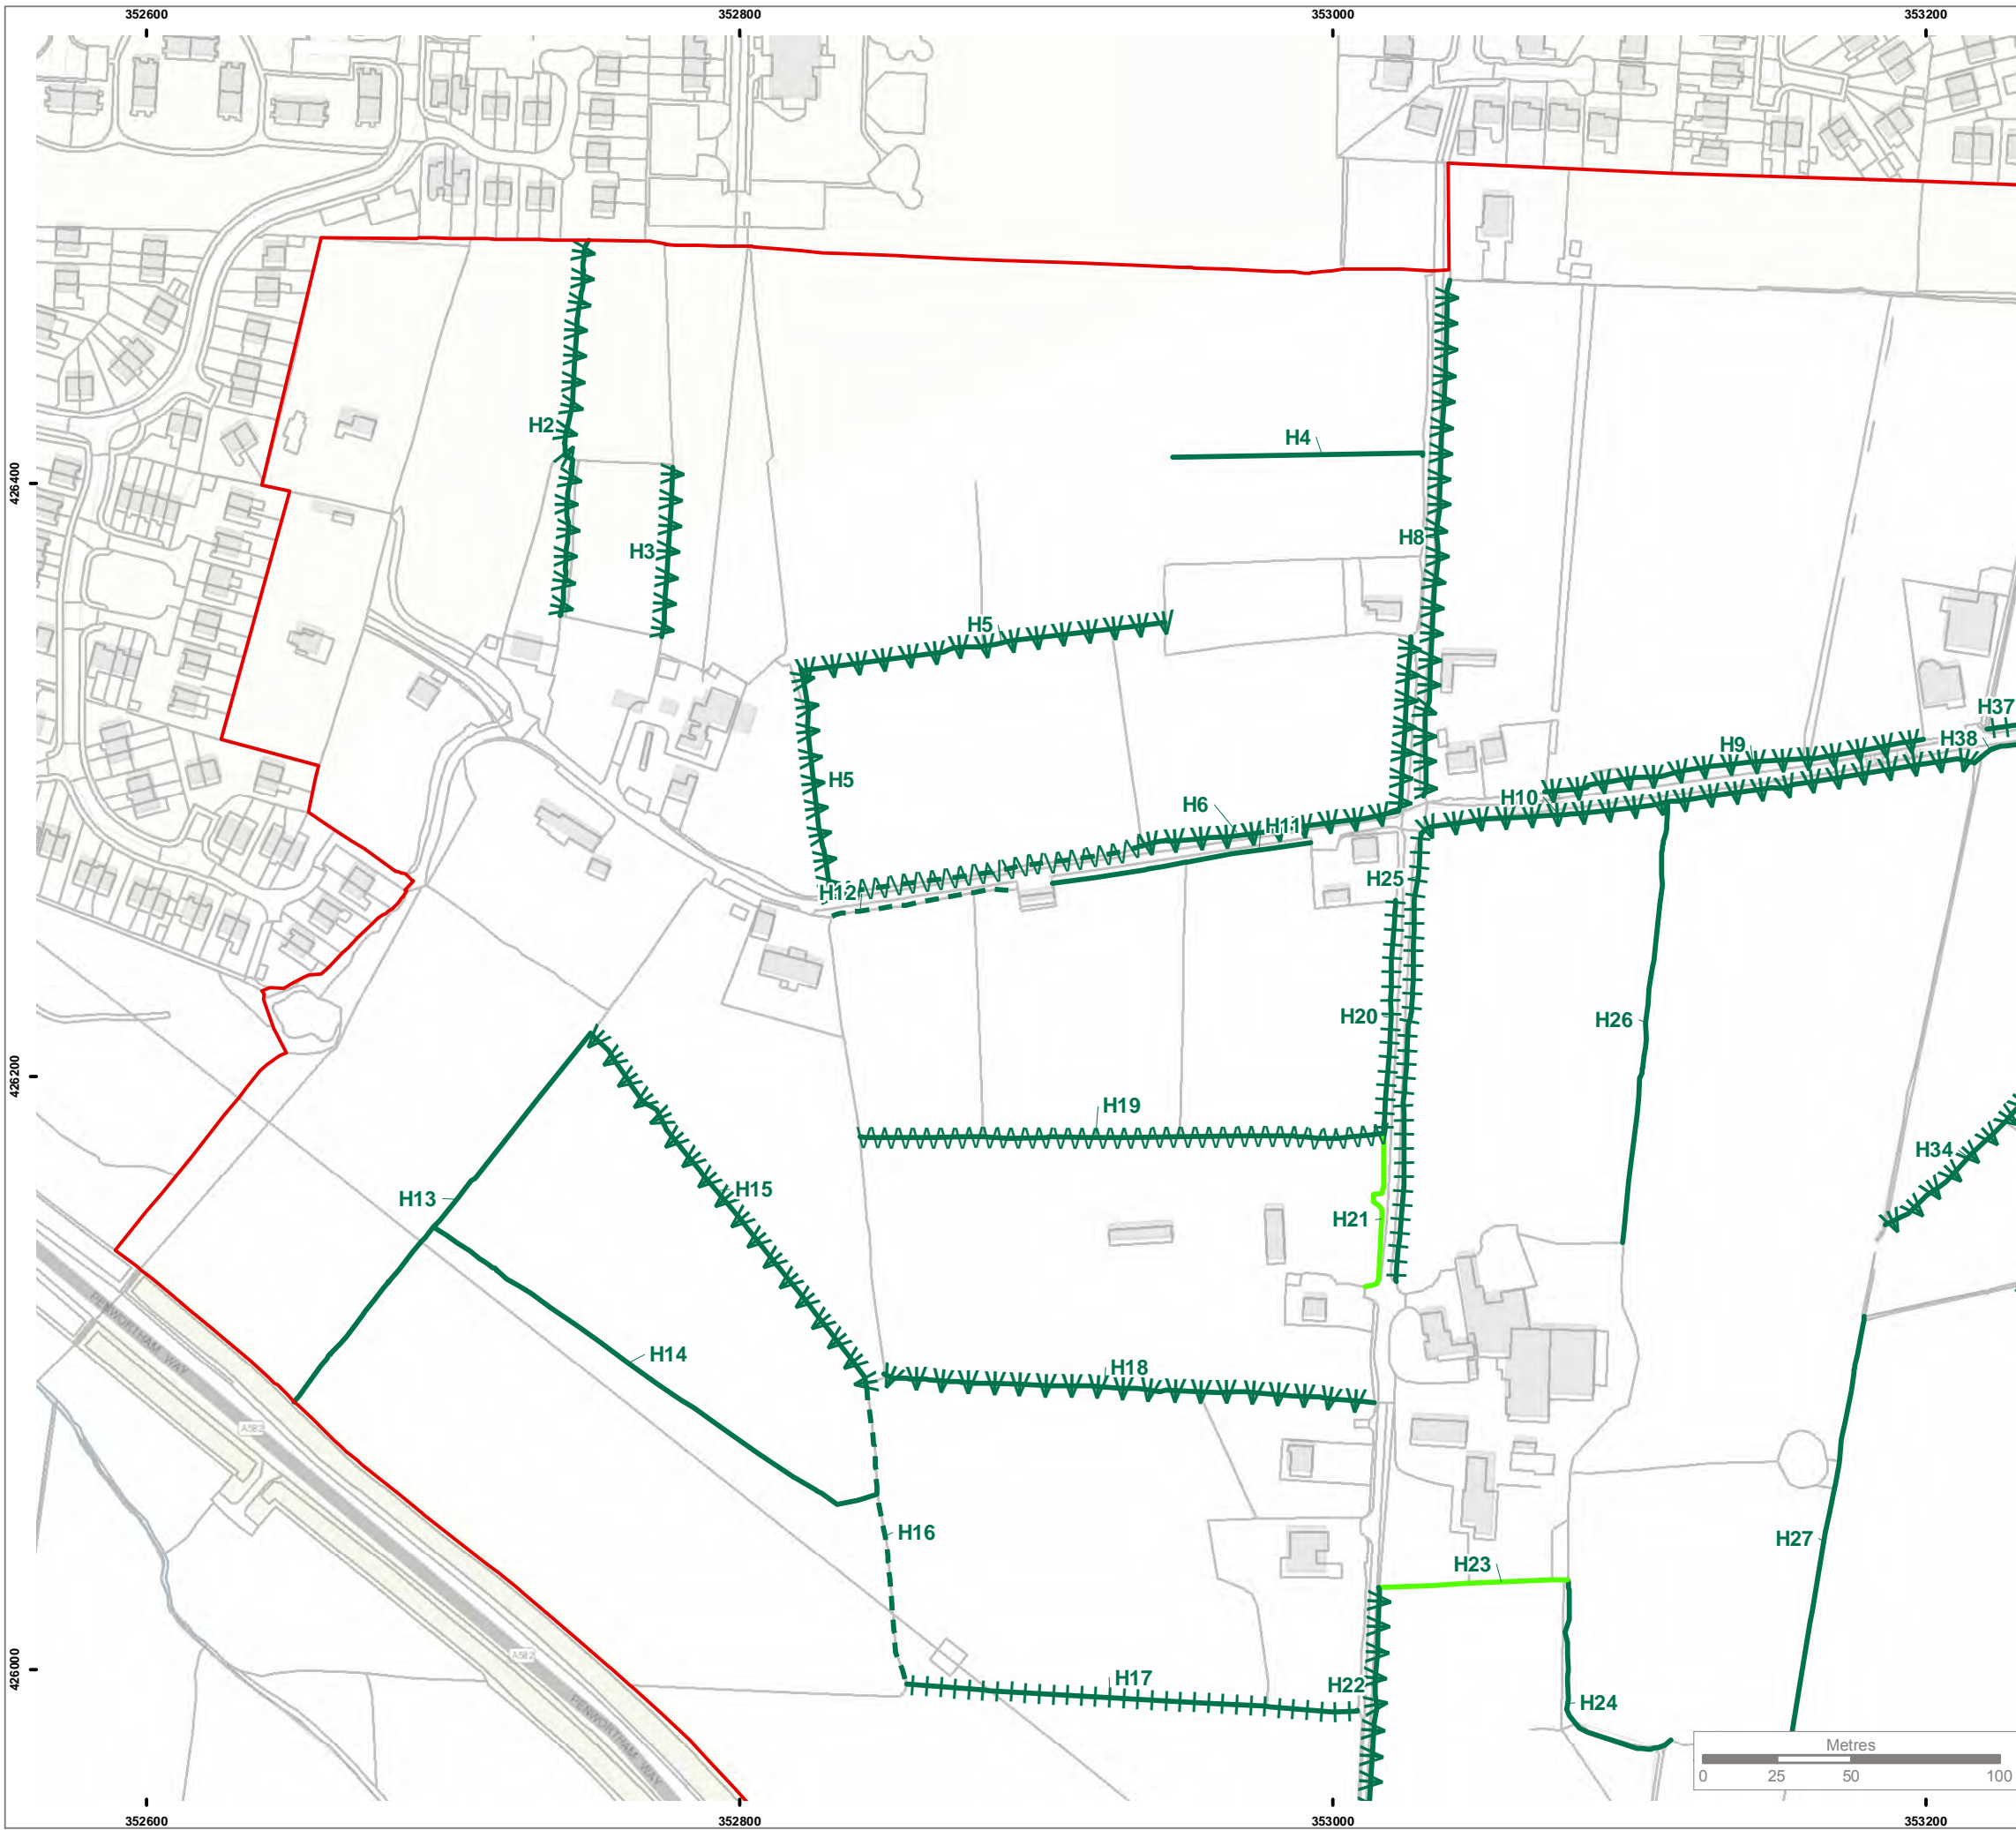 352600 352800 353000 353200
426400
H2
H4
H3
H8
H5
H37
H9
H38
H5
H10
H6
H11
H25
H12
H20
H26
426200
H19
H34
H15
H13
H21
H14
H18
PENWORTHAM WAY
A582
H16
H27
H23
A582
426000
H17
H22
H24
PENWORTHAM WAY
Metres
0 25 50 100
352600 352800 353000 353200